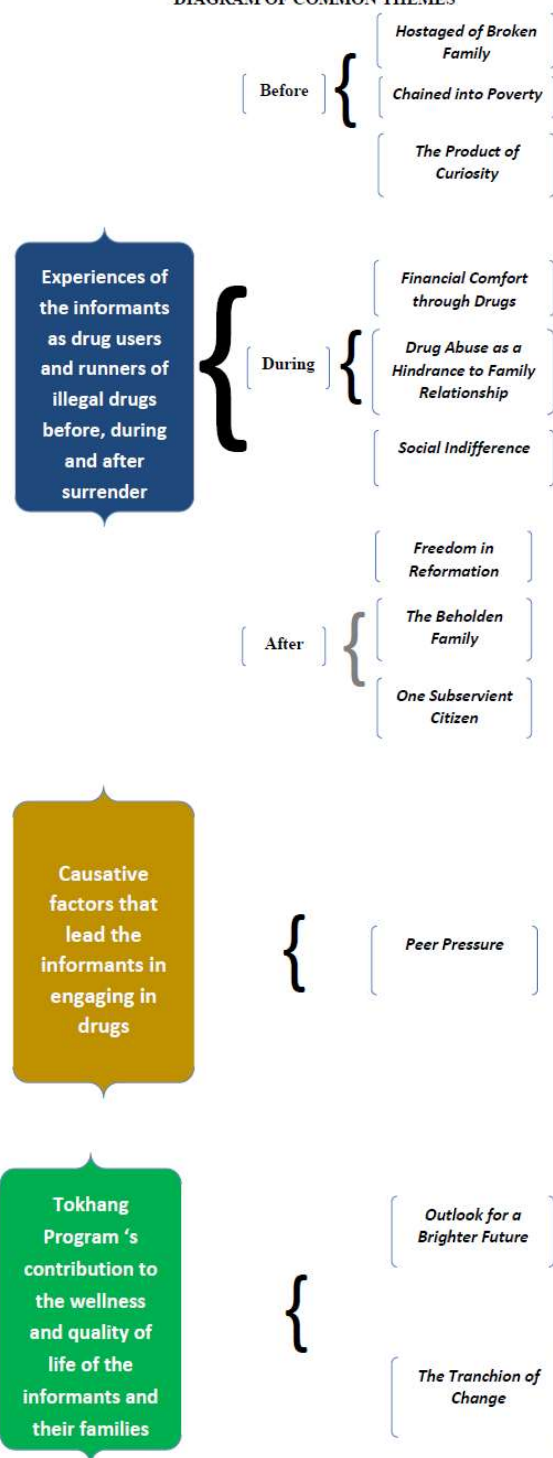 DIAGRAM OF COMMON THEMES
Experiences of
the informants
as drug users
and runners of
illegal drugs
before, during
and after
surrender
Before
Hostaged of Broken
Family
Chained into Poverty
The Product of
Curiosity
During
Financial Comfort
through Drugs
Drug Abuse as a
Hindrance to Family
Relationship
Social Indifference
After
Freedom in
Reformation
The Beholden
Family
One Subservient
Citizen
Causative
factors that
lead the
informants in
engaging in
drugs
Peer Pressure
Tokhang
Program ‘s
contribution to
the wellness
and quality of
life of the
informants and
their families
Outlook for a
Brighter Future
The Tranchion of
Change